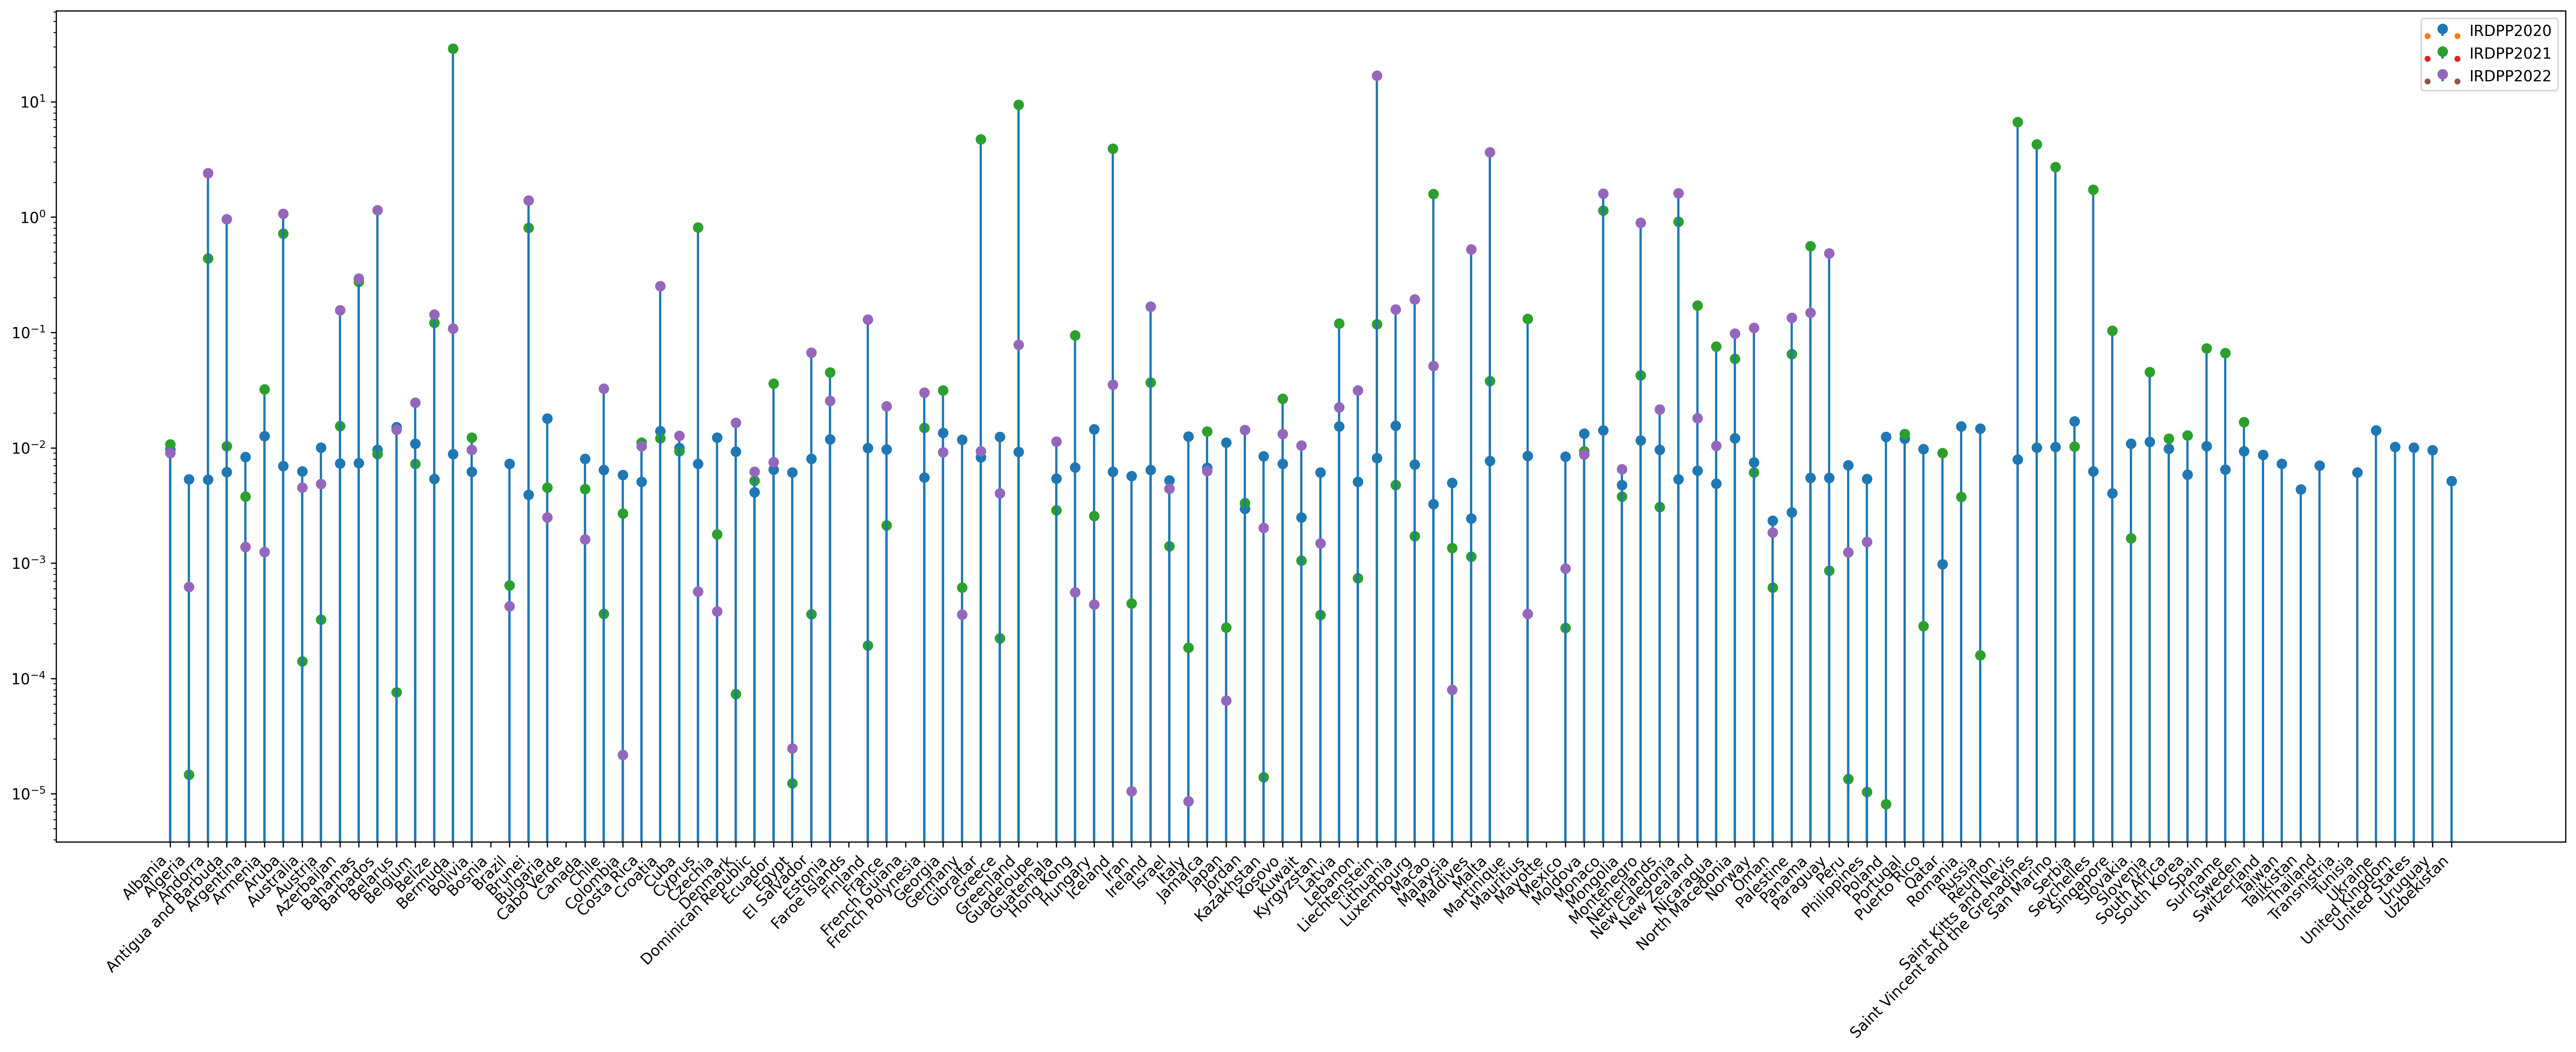 IRDPP2020
IRDPP2021
IRDPP2022
10¹
10⁰
10⁻¹
10⁻²
10⁻³
10⁻⁴
10⁻⁵
Albania
Algeria
Andorra
Antigua and Barbuda
Argentina
Armenia
Aruba
Australia
Austria
Azerbaijan
Bahamas
Barbados
Belarus
Belgium
Belize
Bermuda
Bolivia
Bosnia
Brazil
Brunei
Bulgaria
Cabo Verde
Canada
Chile
Colombia
Costa Rica
Croatia
Cuba
Cyprus
Czechia
Denmark
Dominican Republic
Ecuador
Egypt
El Salvador
Estonia
Faroe Islands
Finland
France
French Guiana
French Polynesia
Georgia
Germany
Gibraltar
Greece
Greenland
Guadeloupe
Guatemala
Hong Kong
Hungary
Iceland
Iran
Ireland
Israel
Italy
Jamaica
Japan
Jordan
Kazakhstan
Kosovo
Kuwait
Kyrgyzstan
Latvia
Lebanon
Liechtenstein
Lithuania
Luxembourg
Macao
Malaysia
Maldives
Malta
Martinique
Mauritius
Mayotte
Mexico
Moldova
Monaco
Mongolia
Montenegro
Netherlands
New Caledonia
New Zealand
Nicaragua
North Macedonia
Norway
Oman
Palestine
Panama
Paraguay
Peru
Philippines
Poland
Portugal
Puerto Rico
Qatar
Romania
Russia
Reunion
Saint Kitts and Nevis
Saint Vincent and the Grenadines
San Marino
Serbia
Seychelles
Singapore
Slovakia
Slovenia
South Africa
South Korea
Spain
Suriname
Sweden
Switzerland
Taiwan
Tajikistan
Thailand
Transnistria
Tunisia
Ukraine
United Kingdom
United States
Uruguay
Uzbekistan